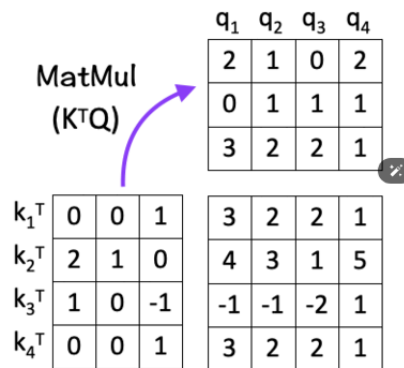 q₁ q₂ q₃ q₄
2 1 0 2
MatMul
(KᵀQ)
0 1 1 1
3 2 2 1
k₁ᵀ 0 0 1 3 2 2 1
k₂ᵀ 2 1 0 4 3 1 5
k₃ᵀ 1 0 -1 -1 -1 -2 1
k₄ᵀ 0 0 1 3 2 2 1